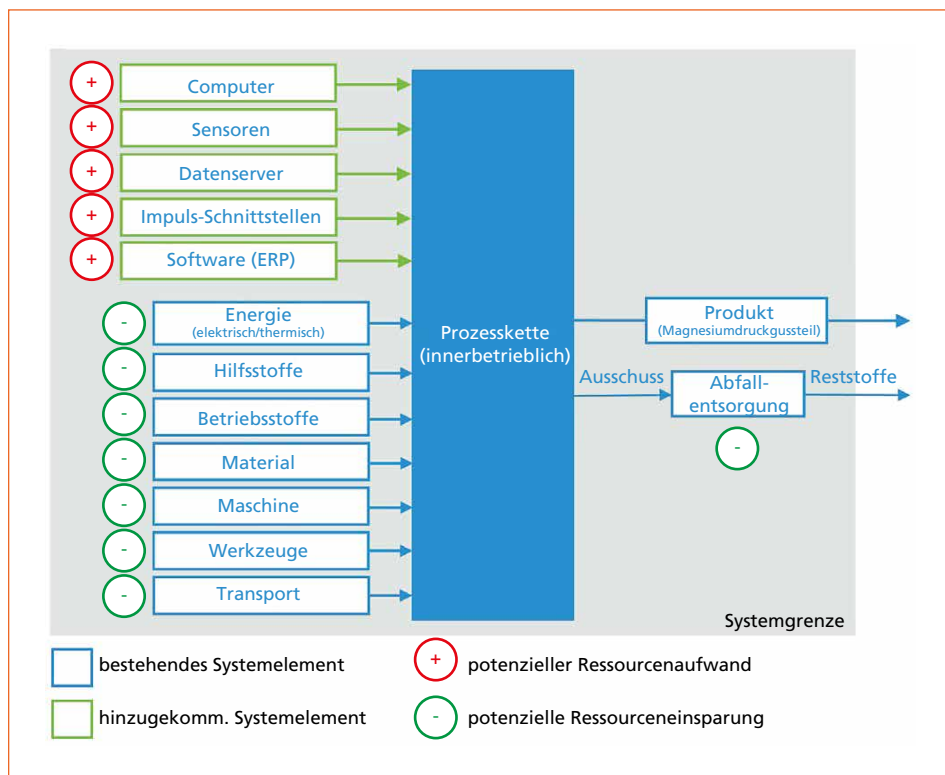 + Computer
+ Sensoren
+ Datenserver
+ Impuls-Schnittstellen
+ Software (ERP)
- Energie
(elektrisch/thermisch)
- Hilfsstoffe
- Betriebsstoffe
- Material
- Maschine
- Werkzeuge
- Transport
Prozesskette
(innerbetrieblich)
Produkt
(Magnesiumdruckgussteil)
Ausschuss
Abfall-
entsorgung
Reststoffe
-
Systemgrenze
bestehendes Systemelement
+ potenzieller Ressourcenaufwand
hinzugekomm. Systemelement
- potenzielle Ressourceneinsparung